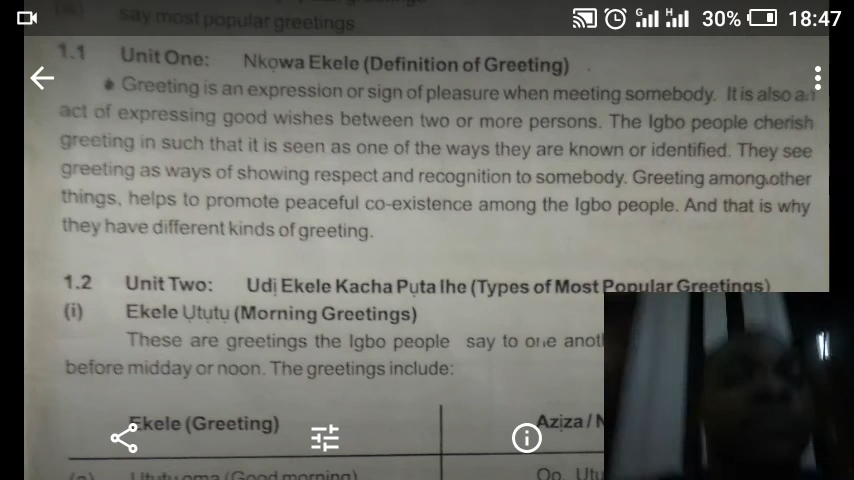 G H 30% 18:47
say most popular greetings
1.1 Unit One: Nkọwa Ekele (Definition of Greeting)
Greeting is an expression or sign of pleasure when meeting somebody. It is also
act of expressing good wishes between two or more persons. The Igbo people cherish
greeting in such that it is seen as one of the ways they are known or identified. They see
greeting as ways of showing respect and recognition to somebody. Greeting among other
things, helps to promote peaceful co-existence among the Igbo people. And that is why
they have different kinds of greeting.
1.2 Unit Two: Udị Ekele Kacha Pụta Ihe (Types of Most Popular Greetings)
(i) Ekele Ụtụtụ (Morning Greetings)
These are greetings the Igbo people say to one
before midday or noon. The greetings include:
Ekele (Greeting) Azịza /
(Good morning)